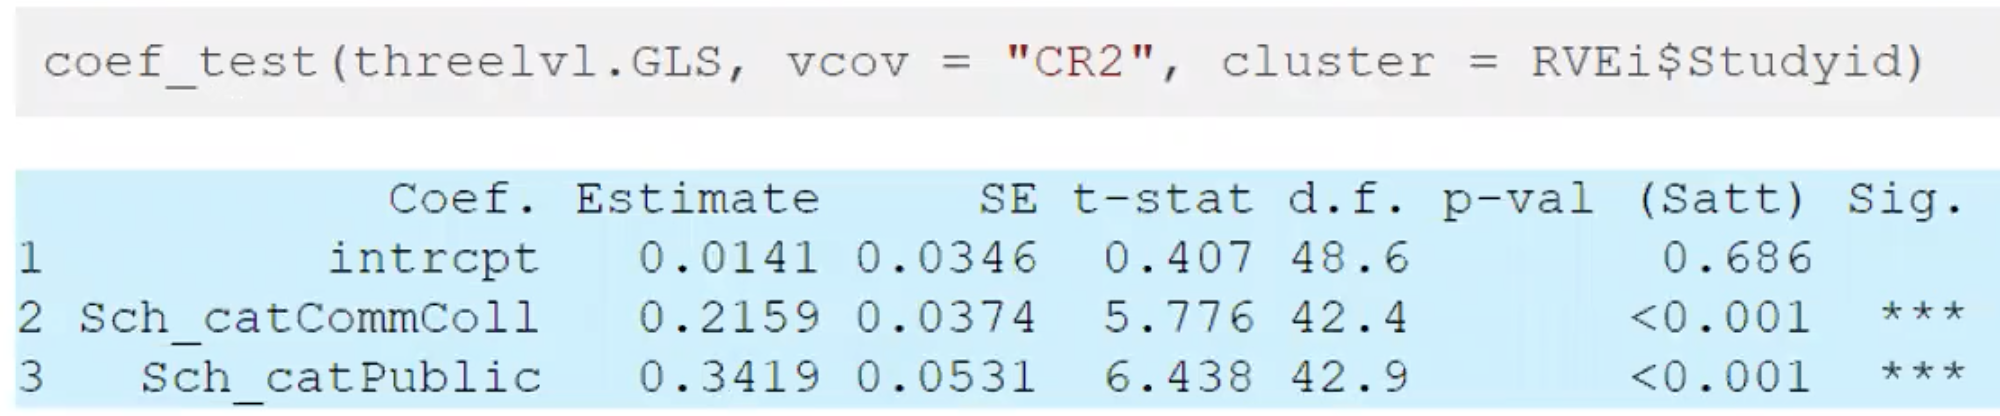 coef_test(threelvl.GLS, vcov = "CR2", cluster = RVEi$Studyid)
Coef. Estimate SE t-stat d.f. p-val (Satt) Sig.
1 intrcpt 0.0141 0.0346 0.407 48.6 0.686
2 Sch_catCommColl 0.2159 0.0374 5.776 42.4 <0.001 ***
3 Sch_catPublic 0.3419 0.0531 6.438 42.9 <0.001 ***